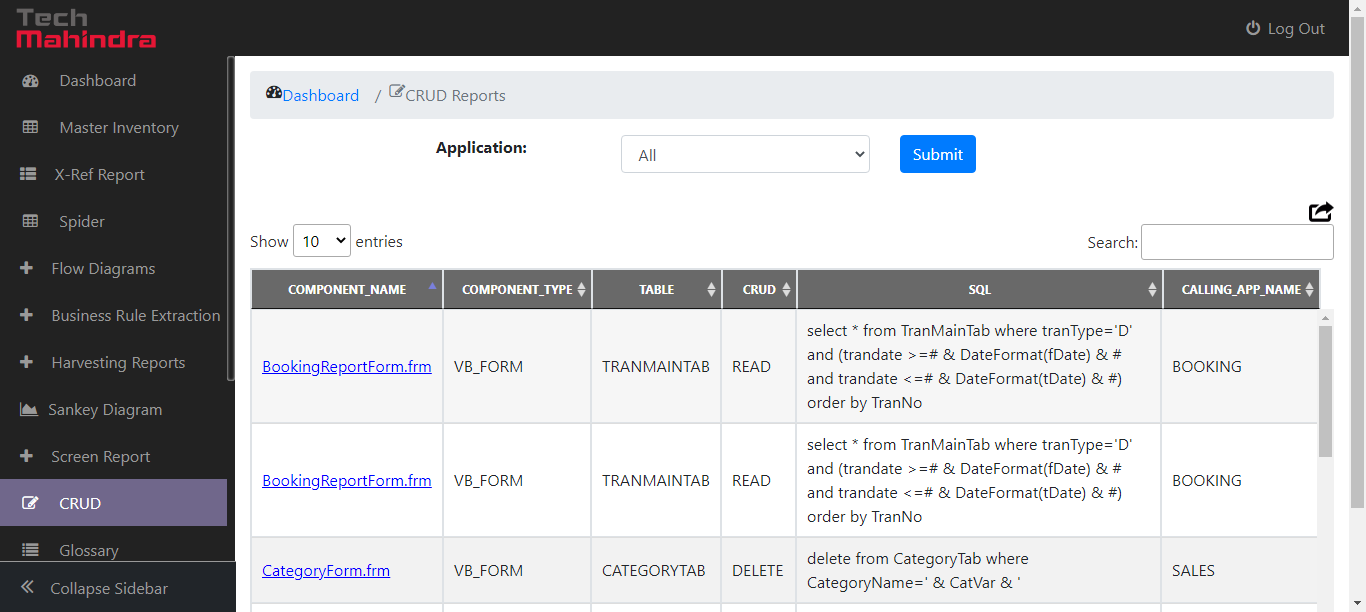 Tech
Mahindra
Log Out
Dashboard
Master Inventory
X-Ref Report
Spider
Flow Diagrams
Business Rule Extraction
Harvesting Reports
Sankey Diagram
Screen Report
CRUD
Glossary
Collapse Sidebar
Dashboard / CRUD Reports
Application: All Submit
Show 10 entries
Search:
COMPONENT_NAME COMPONENT_TYPE TABLE CRUD SQL CALLING_APP_NAME
BookingReportForm.frm VB_FORM TRANMAINTAB READ
select * from TranMainTab where tranType='D'
and (trandate >=# & DateFormat(fDate) & #
and trandate <=# & DateFormat(tDate) & #)
order by TranNo
BOOKING
BookingReportForm.frm VB_FORM TRANMAINTAB READ
select * from TranMainTab where tranType='D'
and (trandate >=# & DateFormat(fDate) & #
and trandate <=# & DateFormat(tDate) & #)
order by TranNo
BOOKING
CategoryForm.frm VB_FORM CATEGORYTAB DELETE
delete from CategoryTab where
CategoryName=' & CatVar & '
SALES